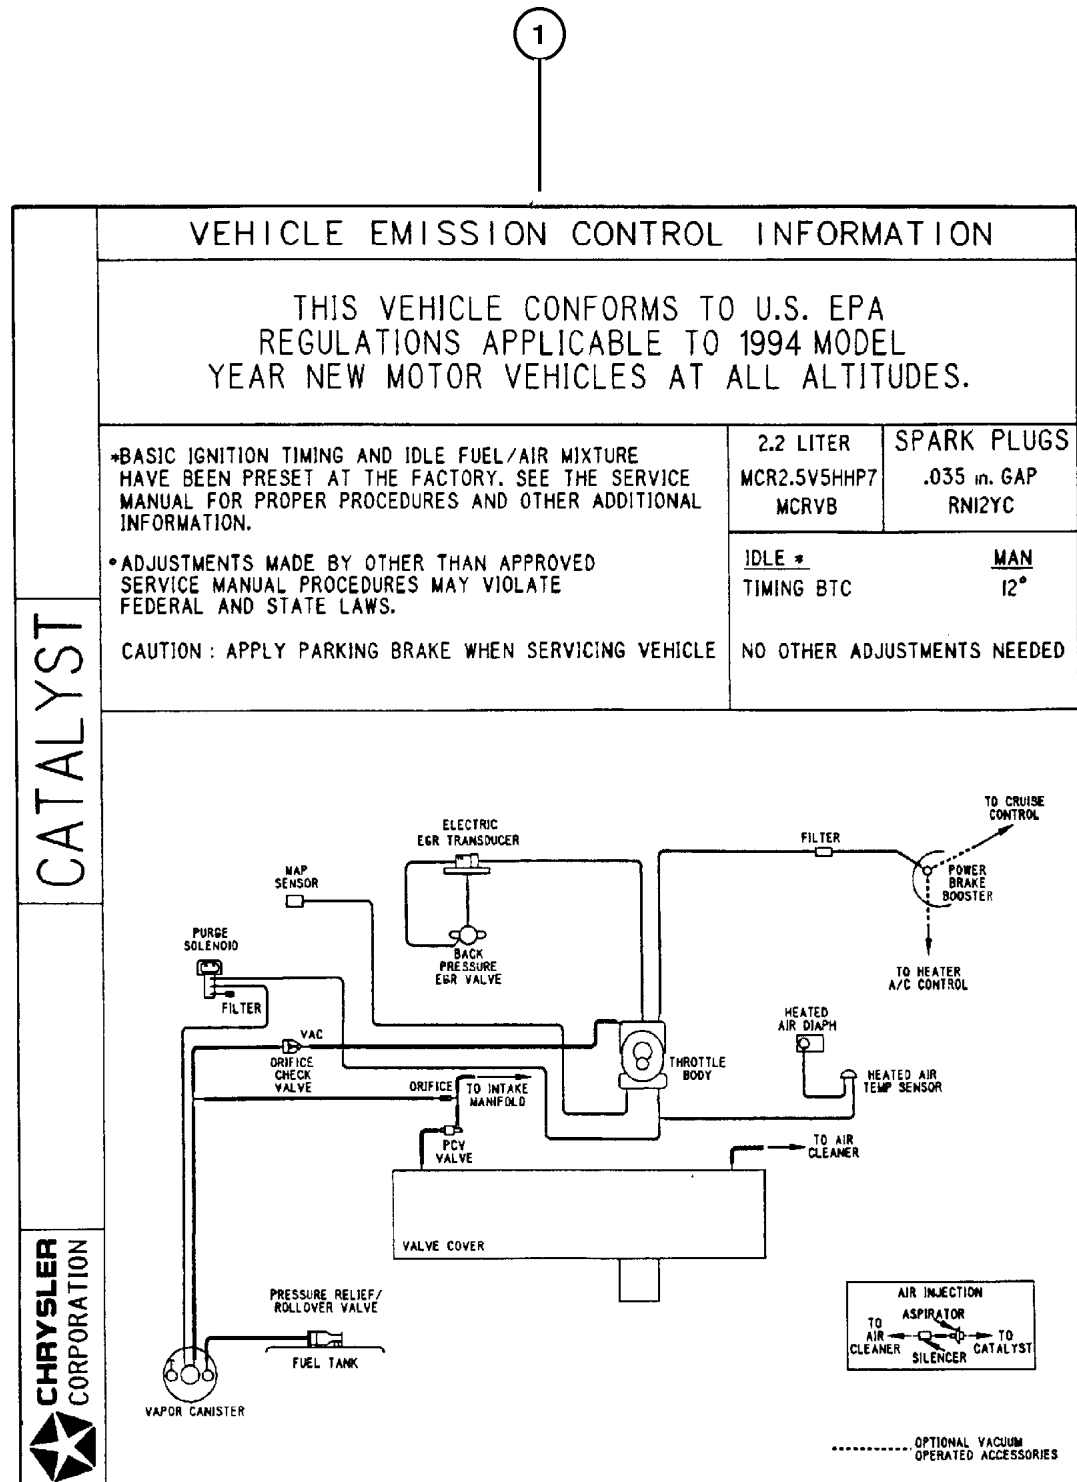 1
VEHICLE EMISSION CONTROL INFORMATION
THIS VEHICLE CONFORMS TO U.S. EPA
REGULATIONS APPLICABLE TO 1994 MODEL
YEAR NEW MOTOR VEHICLES AT ALL ALTITUDES.
*BASIC IGNITION TIMING AND IDLE FUEL/AIR MIXTURE
HAVE BEEN PRESET AT THE FACTORY. SEE THE SERVICE
MANUAL FOR PROPER PROCEDURES AND OTHER ADDITIONAL
INFORMATION.
•ADJUSTMENTS MADE BY OTHER THAN APPROVED
SERVICE MANUAL PROCEDURES MAY VIOLATE
FEDERAL AND STATE LAWS.
CAUTION : APPLY PARKING BRAKE WHEN SERVICING VEHICLE
2.2 LITER
MCR2.5V5HHP7
MCRVB
SPARK PLUGS
.035 in. GAP
RN12YC
IDLE * MAN
TIMING BTC 12°
NO OTHER ADJUSTMENTS NEEDED
CATALYST
CHRYSLER
CORPORATION
TO CRUISE
CONTROL
ELECTRIC
EGR TRANSDUCER
FILTER
MAP
SENSOR
POWER
BRAKE
BOOSTER
PURGE
SOLENOID
BACK
PRESSURE
EGR VALVE
TO HEATER
A/C CONTROL
FILTER
HEATED
AIR DIAPH
VAC
ORIFICE
CHECK
VALVE
THROTTLE
BODY
HEATED AIR
TEMP SENSOR
ORIFICE
TO INTAKE
MANIFOLD
PCV
VALVE
TO AIR
CLEANER
VALVE COVER
PRESSURE RELIEF/
ROLLOVER VALVE
FUEL TANK
VAPOR CANISTER
AIR INJECTION
ASPIRATOR
TO
AIR
CLEANER
SILENCER
TO
CATALYST
OPTIONAL VACUUM
OPERATED ACCESSORIES